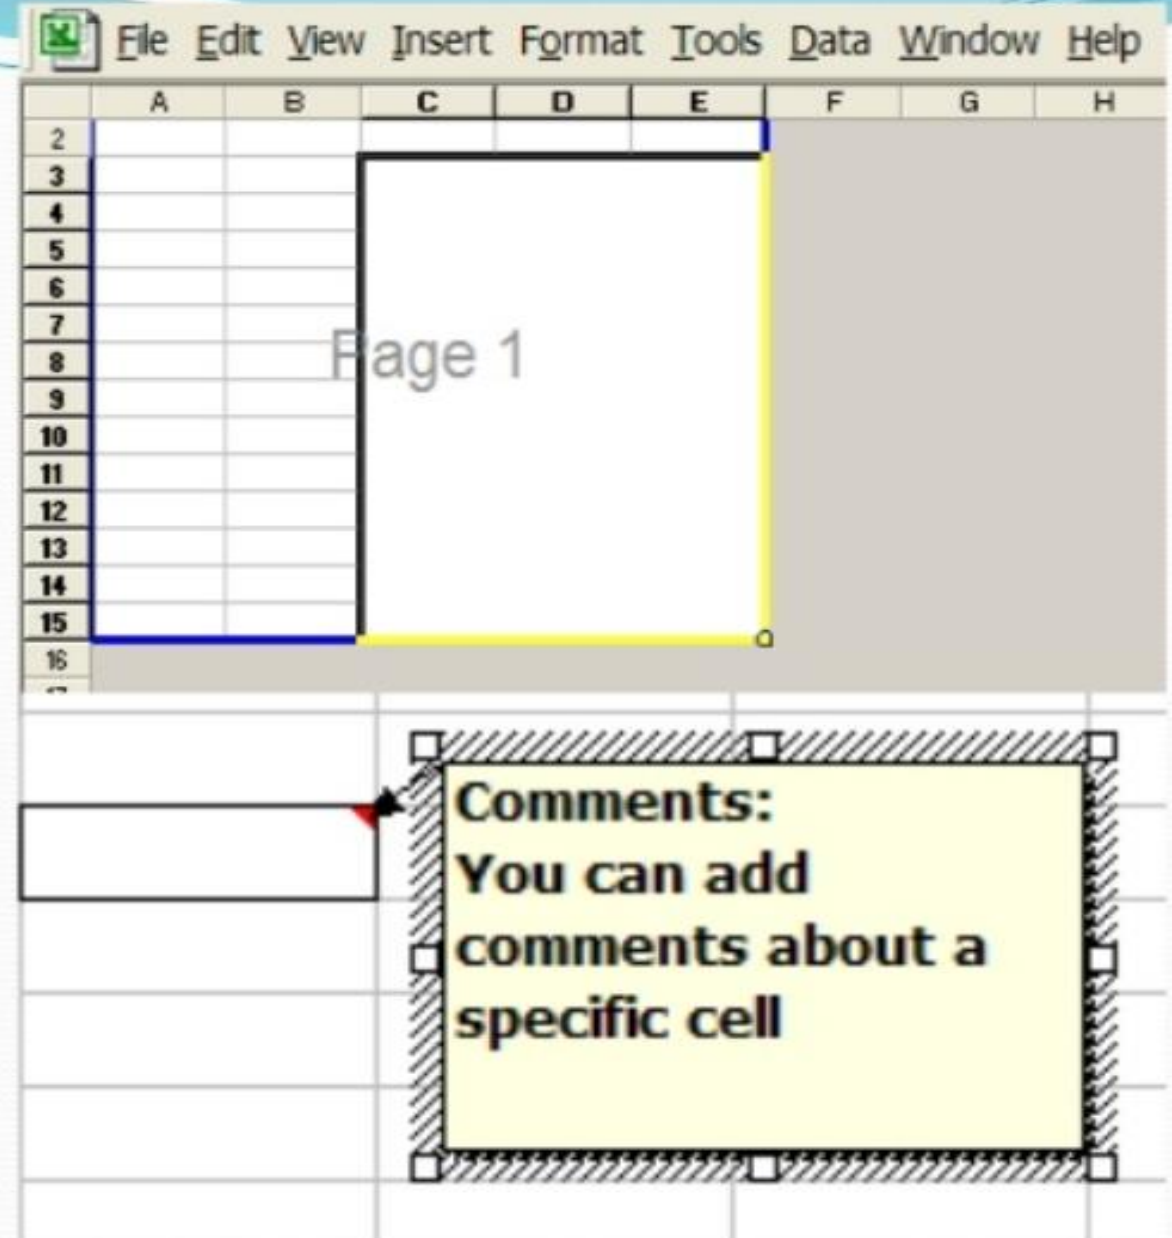 File Edit View Insert Format Tools Data Window Help
A B C D E F G H
2
3
4
5
6
7
Page 1
8
9
10
11
12
13
14
15
16
Comments:
You can add
comments about a
specific cell